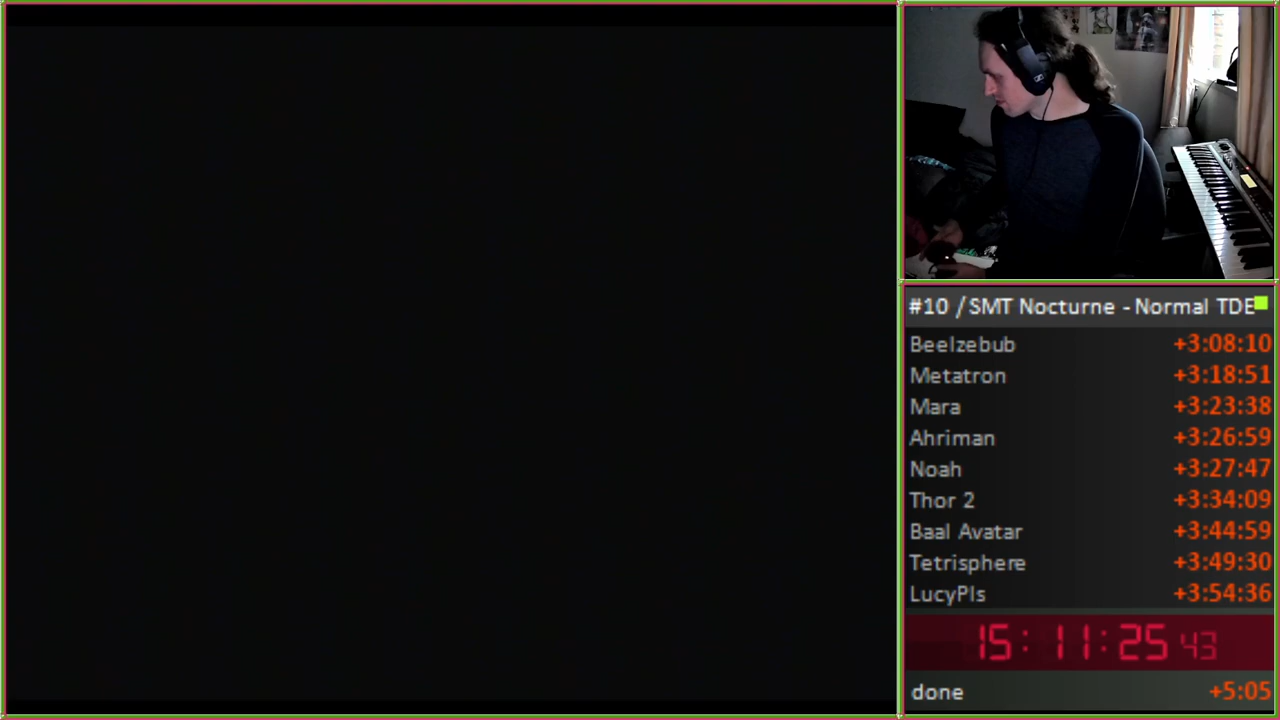 #10 / SMT Nocturne - Normal TDE
Beelzebub +3:08:10
Metatron +3:18:51
Mara +3:23:38
Ahriman +3:26:59
Noah +3:27:47
Thor 2 +3:34:09
Baal Avatar +3:44:59
Tetrisphere +3:49:30
LucyPls +3:54:36
15:11:25 43
done +5:05